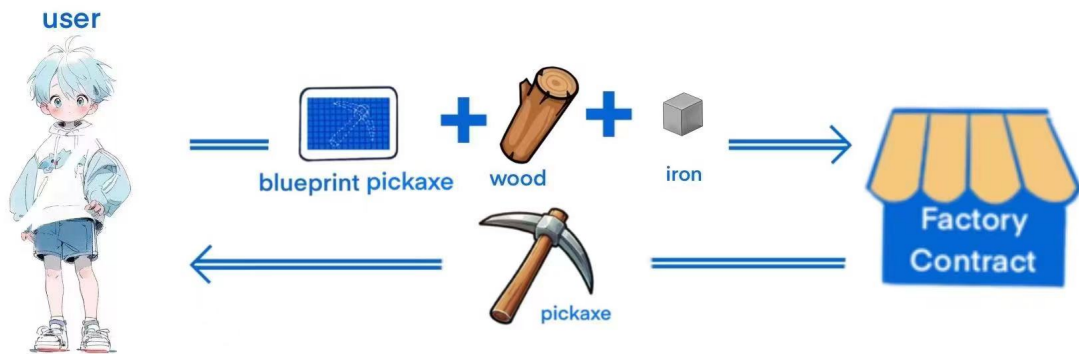 user
blueprint pickaxe
wood
iron
Factory
Contract
pickaxe